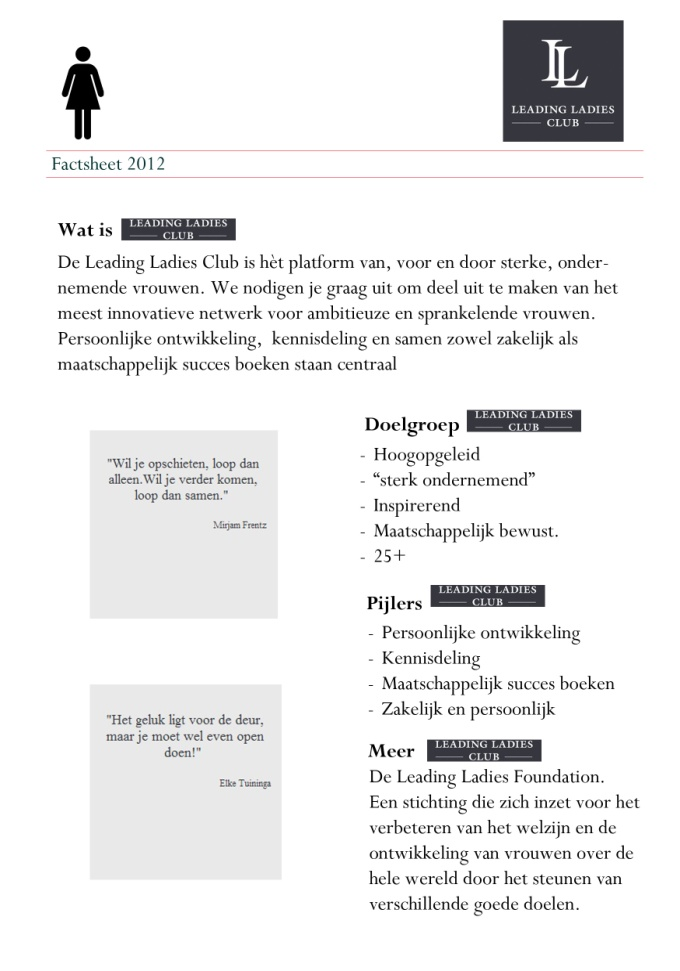 LL
LEADING LADIES
CLUB
Factsheet 2012
Wat is LEADING LADIES
CLUB
De Leading Ladies Club is hèt platform van, voor en door sterke, onder-
nemende vrouwen. We nodigen je graag uit om deel uit te maken van het
meest innovatieve netwerk voor ambitieuze en sprankelende vrouwen.
Persoonlijke ontwikkeling, kennisdeling en samen zowel zakelijk als
maatschappelijk succes boeken staan centraal
"Wil je opschieten, loop dan
alleen.Wil je verder komen,
loop dan samen."
Mirjam Frentz
"Het geluk ligt voor de deur,
maar je moet wel even open
doen!"
Elke Tuininga
Doelgroep LEADING LADIES
CLUB
- Hoogopgeleid
- “sterk ondernemend”
- Inspirerend
- Maatschappelijk bewust.
- 25+
Pijlers LEADING LADIES
CLUB
- Persoonlijke ontwikkeling
- Kennisdeling
- Maatschappelijk succes boeken
- Zakelijk en persoonlijk
Meer LEADING LADIES
CLUB
De Leading Ladies Foundation.
Een stichting die zich inzet voor het
verbeteren van het welzijn en de
ontwikkeling van vrouwen over de
hele wereld door het steunen van
verschillende goede doelen.